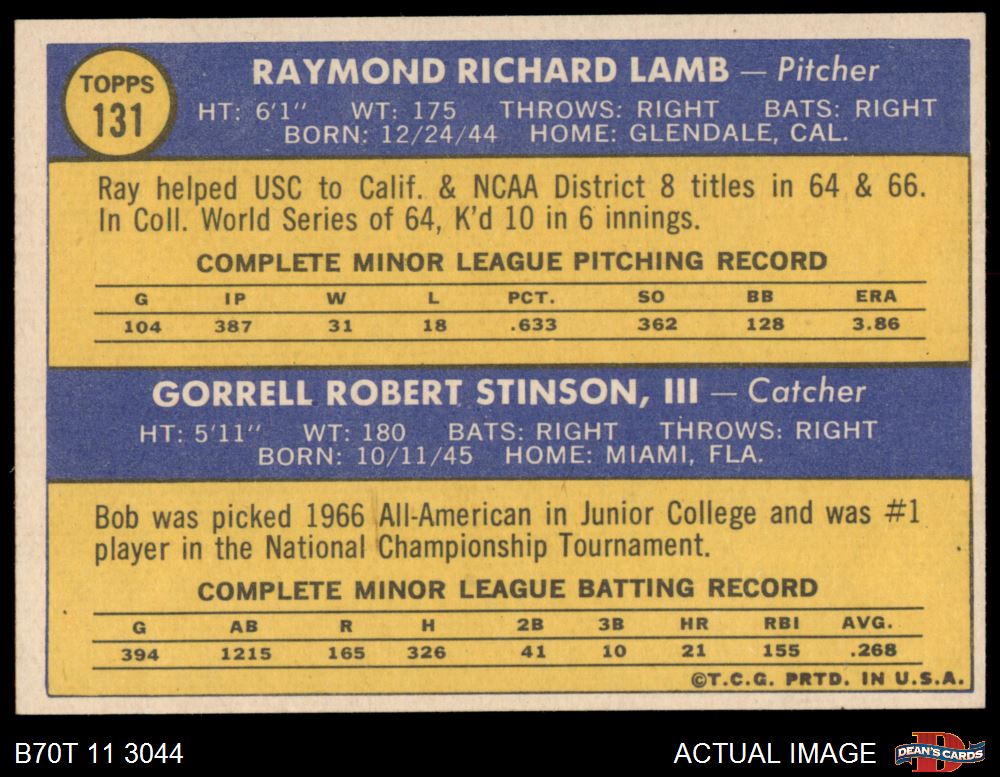 TOPPS
131
RAYMOND RICHARD LAMB — Pitcher
HT: 6'1" WT: 175 THROWS: RIGHT BATS: RIGHT
BORN: 12/24/44 HOME: GLENDALE, CAL.
Ray helped USC to Calif. & NCAA District 8 titles in 64 & 66.
In Coll. World Series of 64, K'd 10 in 6 innings.
COMPLETE MINOR LEAGUE PITCHING RECORD
G IP W L PCT. SO BB ERA
104 387 31 18 .633 362 128 3.86
GORRELL ROBERT STINSON, III — Catcher
HT: 5'11" WT: 180 BATS: RIGHT THROWS: RIGHT
BORN: 10/11/45 HOME: MIAMI, FLA.
Bob was picked 1966 All-American in Junior College and was #1
player in the National Championship Tournament.
COMPLETE MINOR LEAGUE BATTING RECORD
G AB R H 2B 3B HR RBI AVG.
394 1215 165 326 41 10 21 155 .268
©T.C.G. PRTD. IN U.S.A.
B70T 11 3044 ACTUAL IMAGE D DEAN'S CARDS